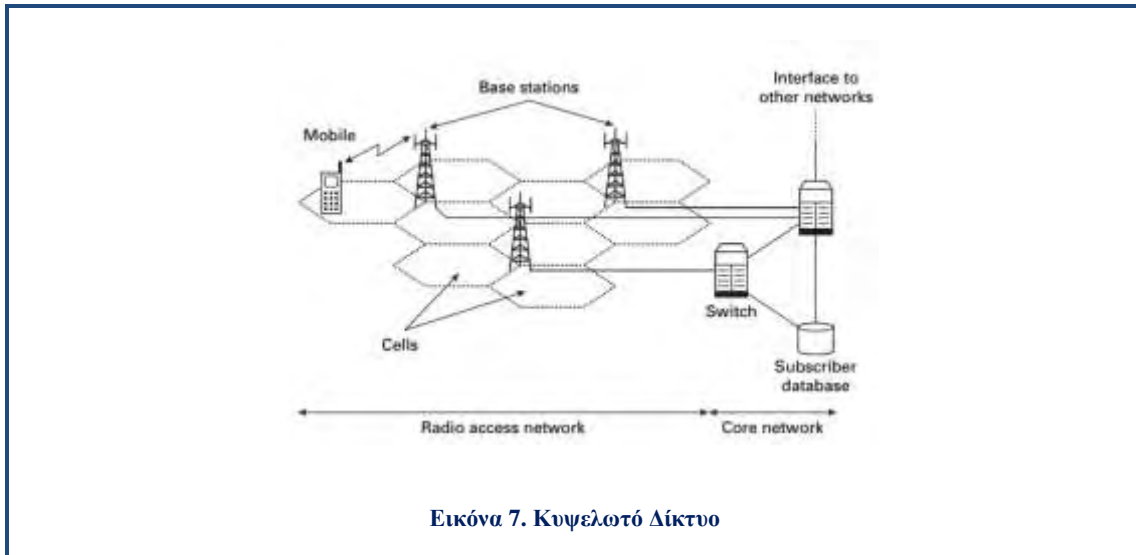 Interface to
other networks
Base stations
Mobile
Switch
Cells
Subscriber
database
Radio access network
Core network
Εικόνα 7. Κυψελωτό Δίκτυο